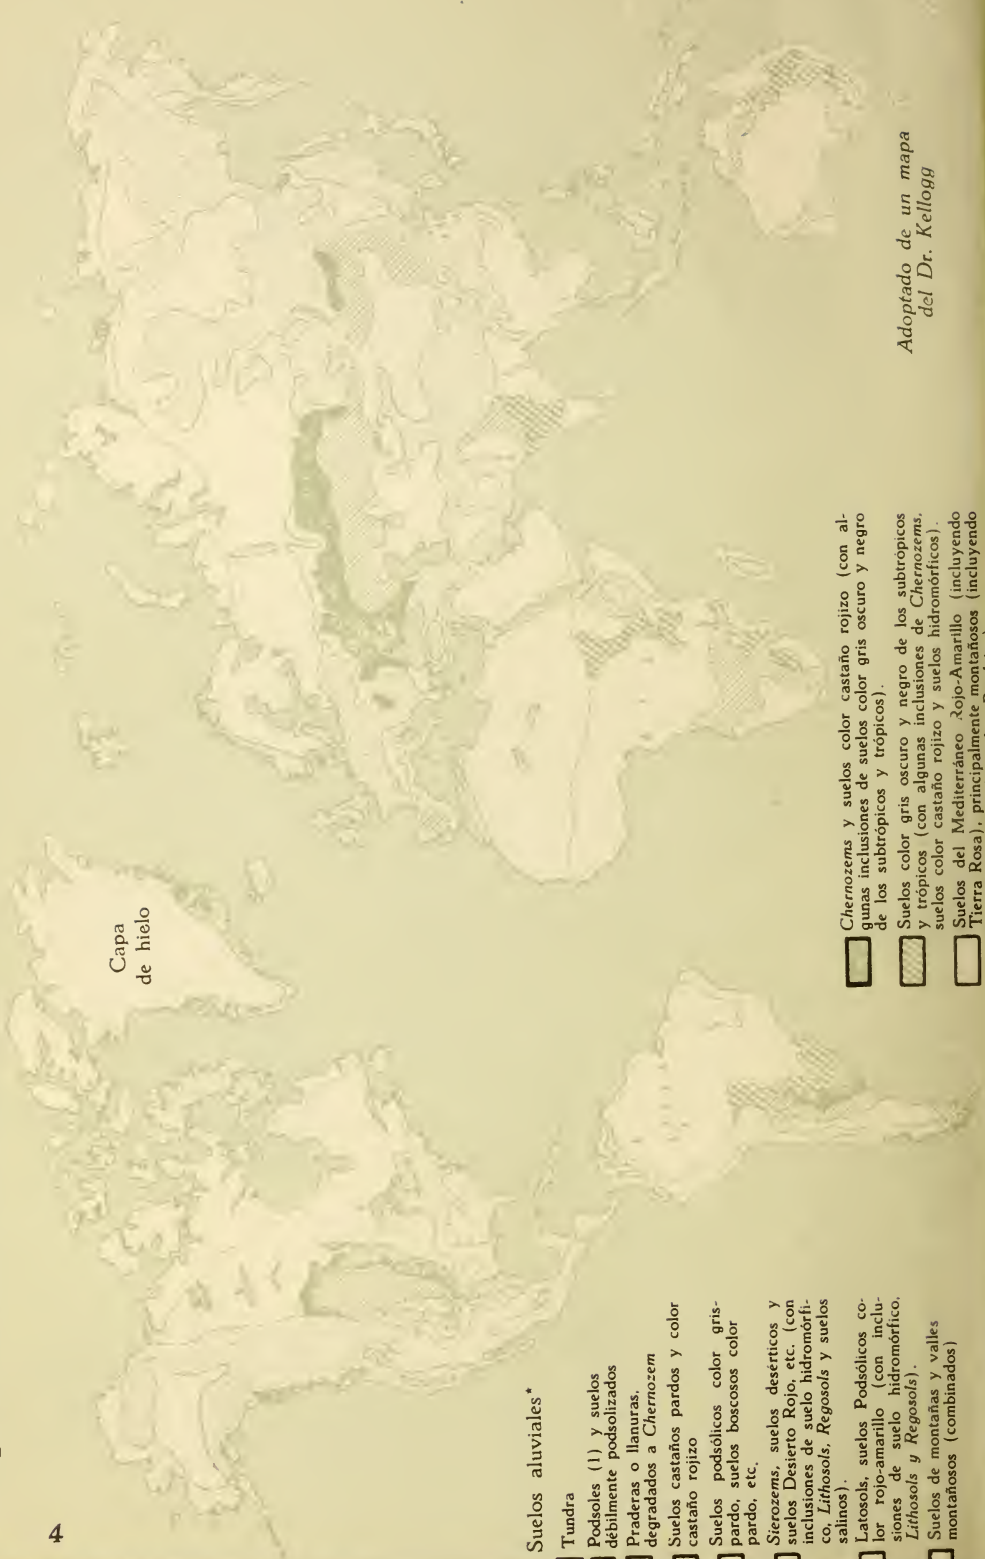 4
Capa
de hielo
Suelos aluviales*
Tundra
Podsoles (1) y suelos
débilmente podsolizados
Praderas o llanuras,
degradados a Chernozem
Suelos castaños pardos y color
castaño rojizo
Suelos podsólicos color gris-
pardo, suelos boscosos color
pardo, etc.
Sierozems, suelos desérticos y
suelos Desierto Rojo, etc. (con
inclusiones de suelo hidromórfi-
co, Lithosols, Regosols y suelos
salinos).
Latosols, suelos Podsólicos co-
lor rojo-amarillo (con inclu-
siones de suelo hidromórfico,
Lithosols y Regosols).
Suelos de montañas y valles
montañosos (combinados)
Chernozems y suelos color castaño rojizo (con al-
gunas inclusiones de suelos color gris oscuro y negro
de los subtrópicos y trópicos).
Suelos color gris oscuro y negro de los subtrópicos
y trópicos (con algunas inclusiones de Chernozems,
suelos color castaño rojizo y suelos hidromórficos).
Suelos del Mediterráneo Rojo-Amarillo (incluyendo
Tierra Rosa), principalmente montañosos (incluyendo
Adoptado de un mapa
del Dr. Kellogg